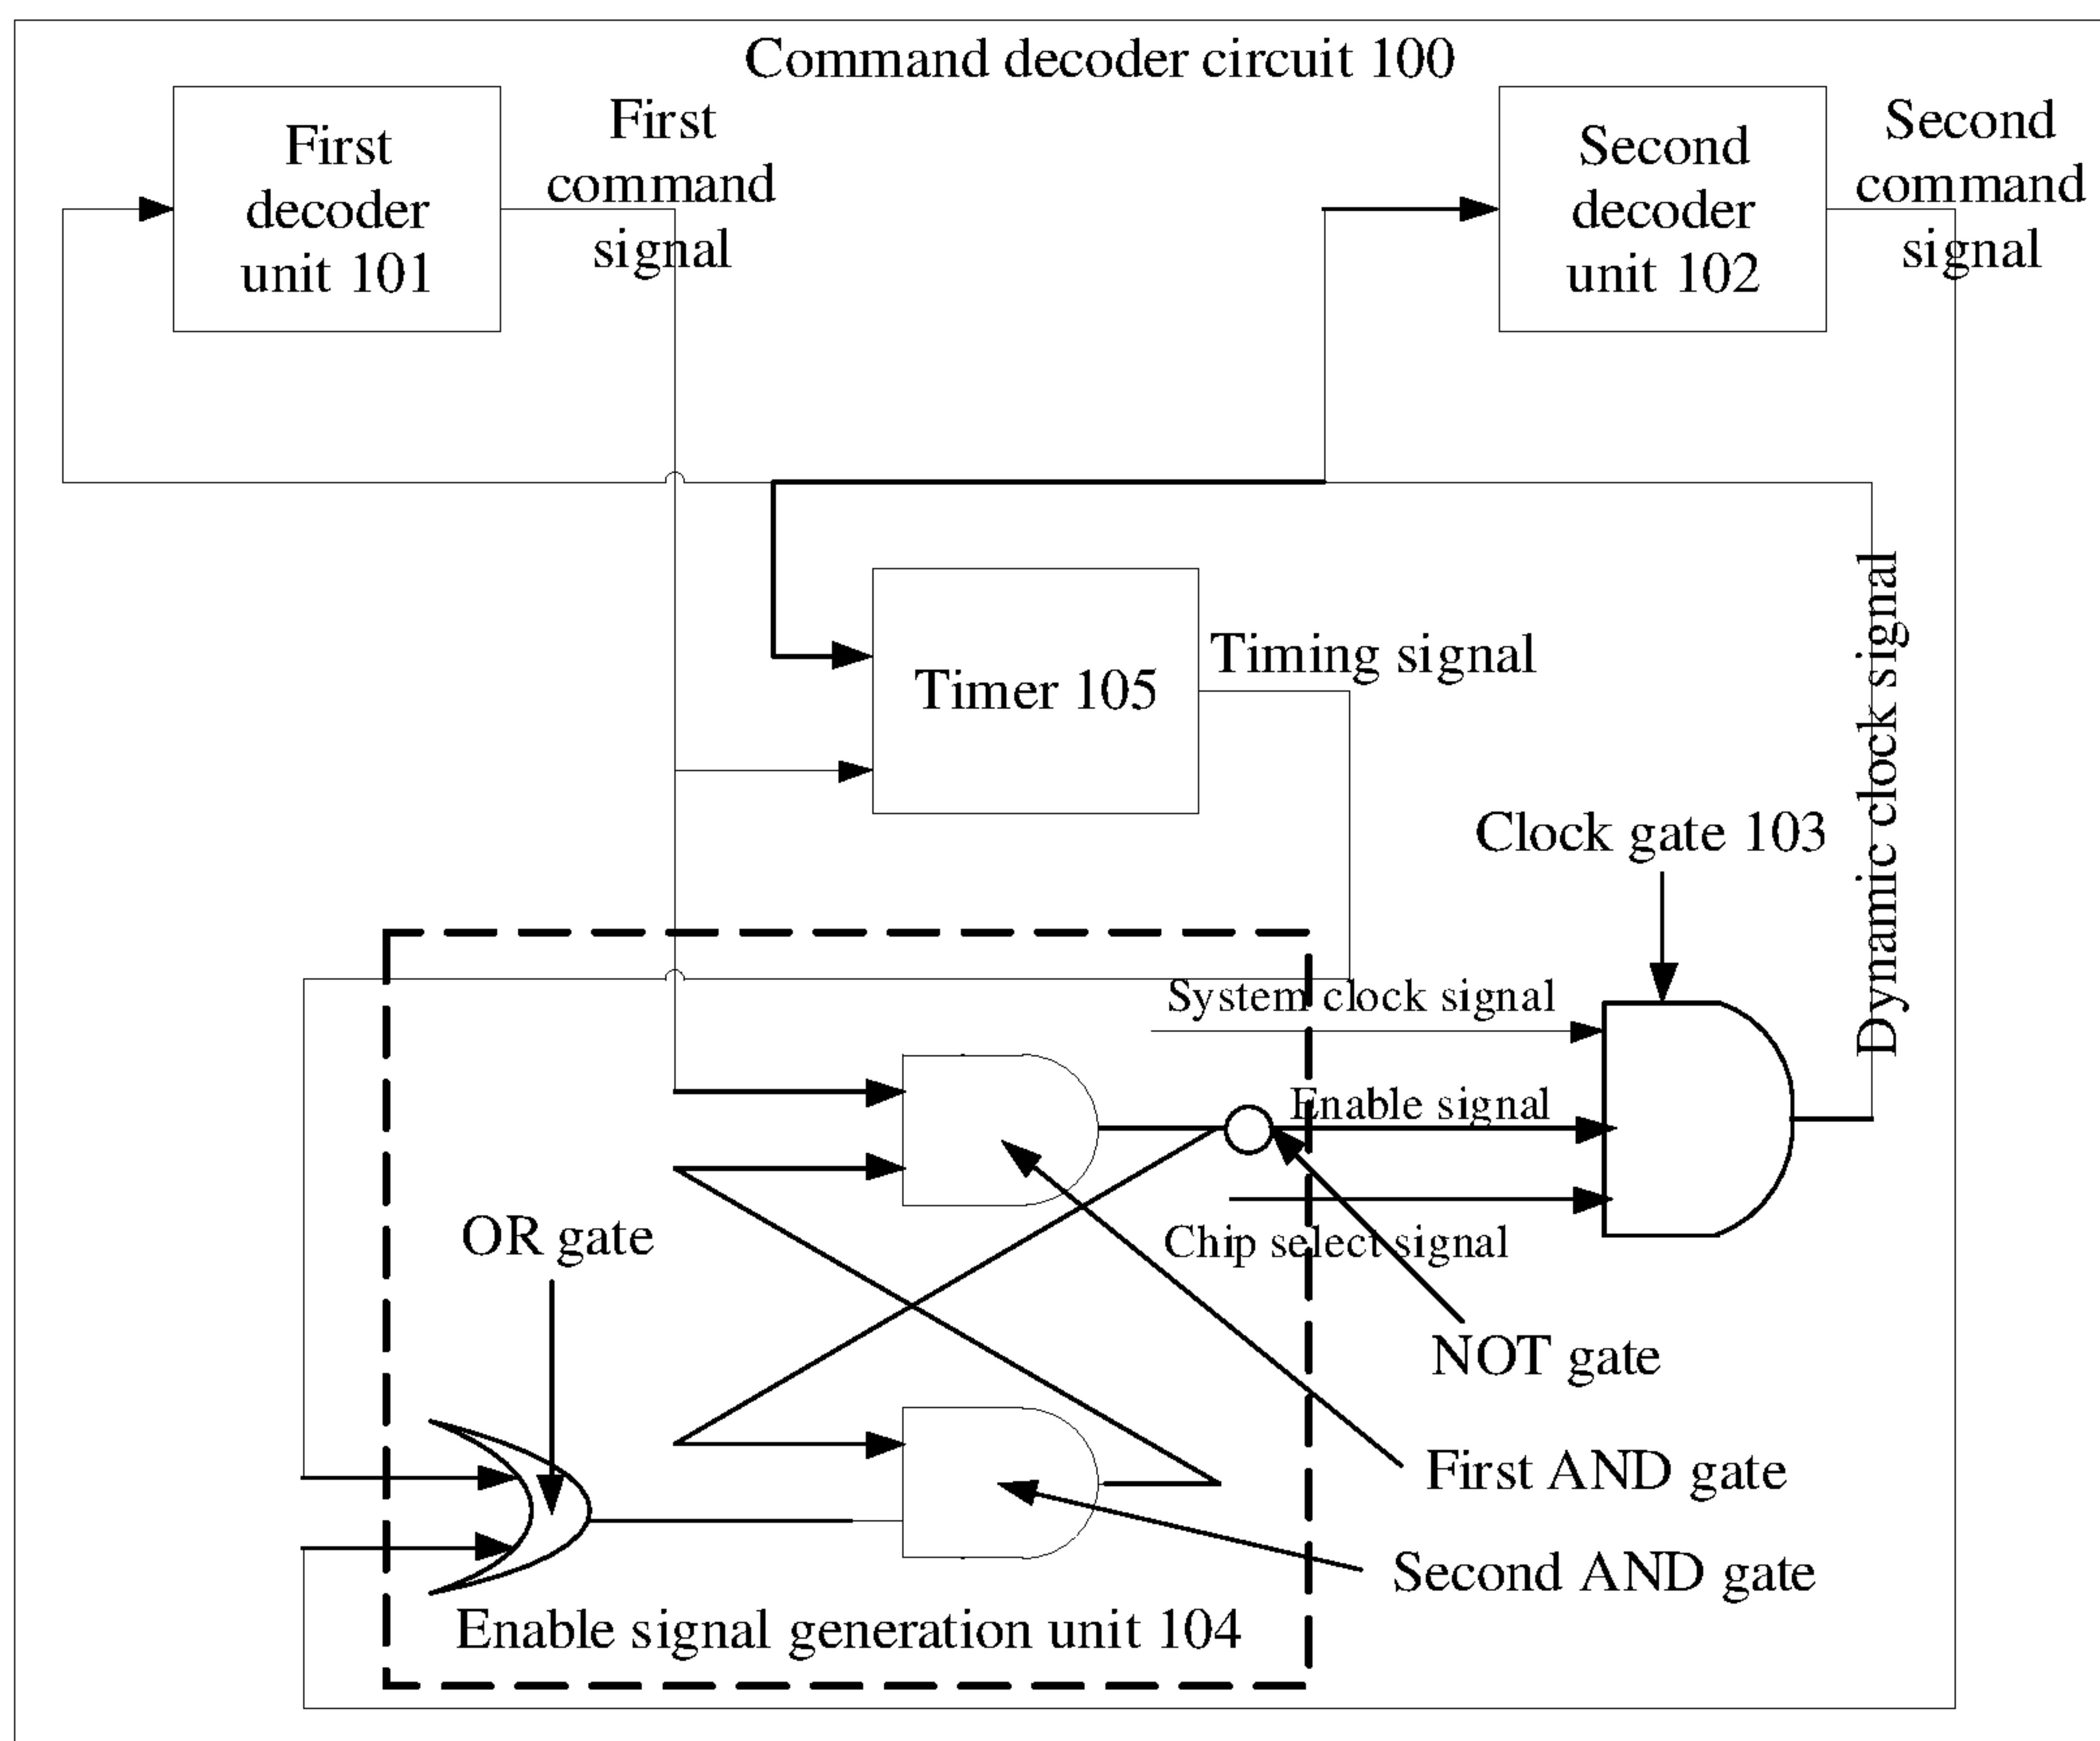 Command decoder circuit 100
First
decoder
unit 101
First
command
signal
Second
decoder
unit 102
Second
command
signal
Timer 105
Timing signal
Dynamic clock signal
Clock gate 103
System clock signal
Enable signal
Chip select signal
OR gate
NOT gate
First AND gate
Second AND gate
Enable signal generation unit 104